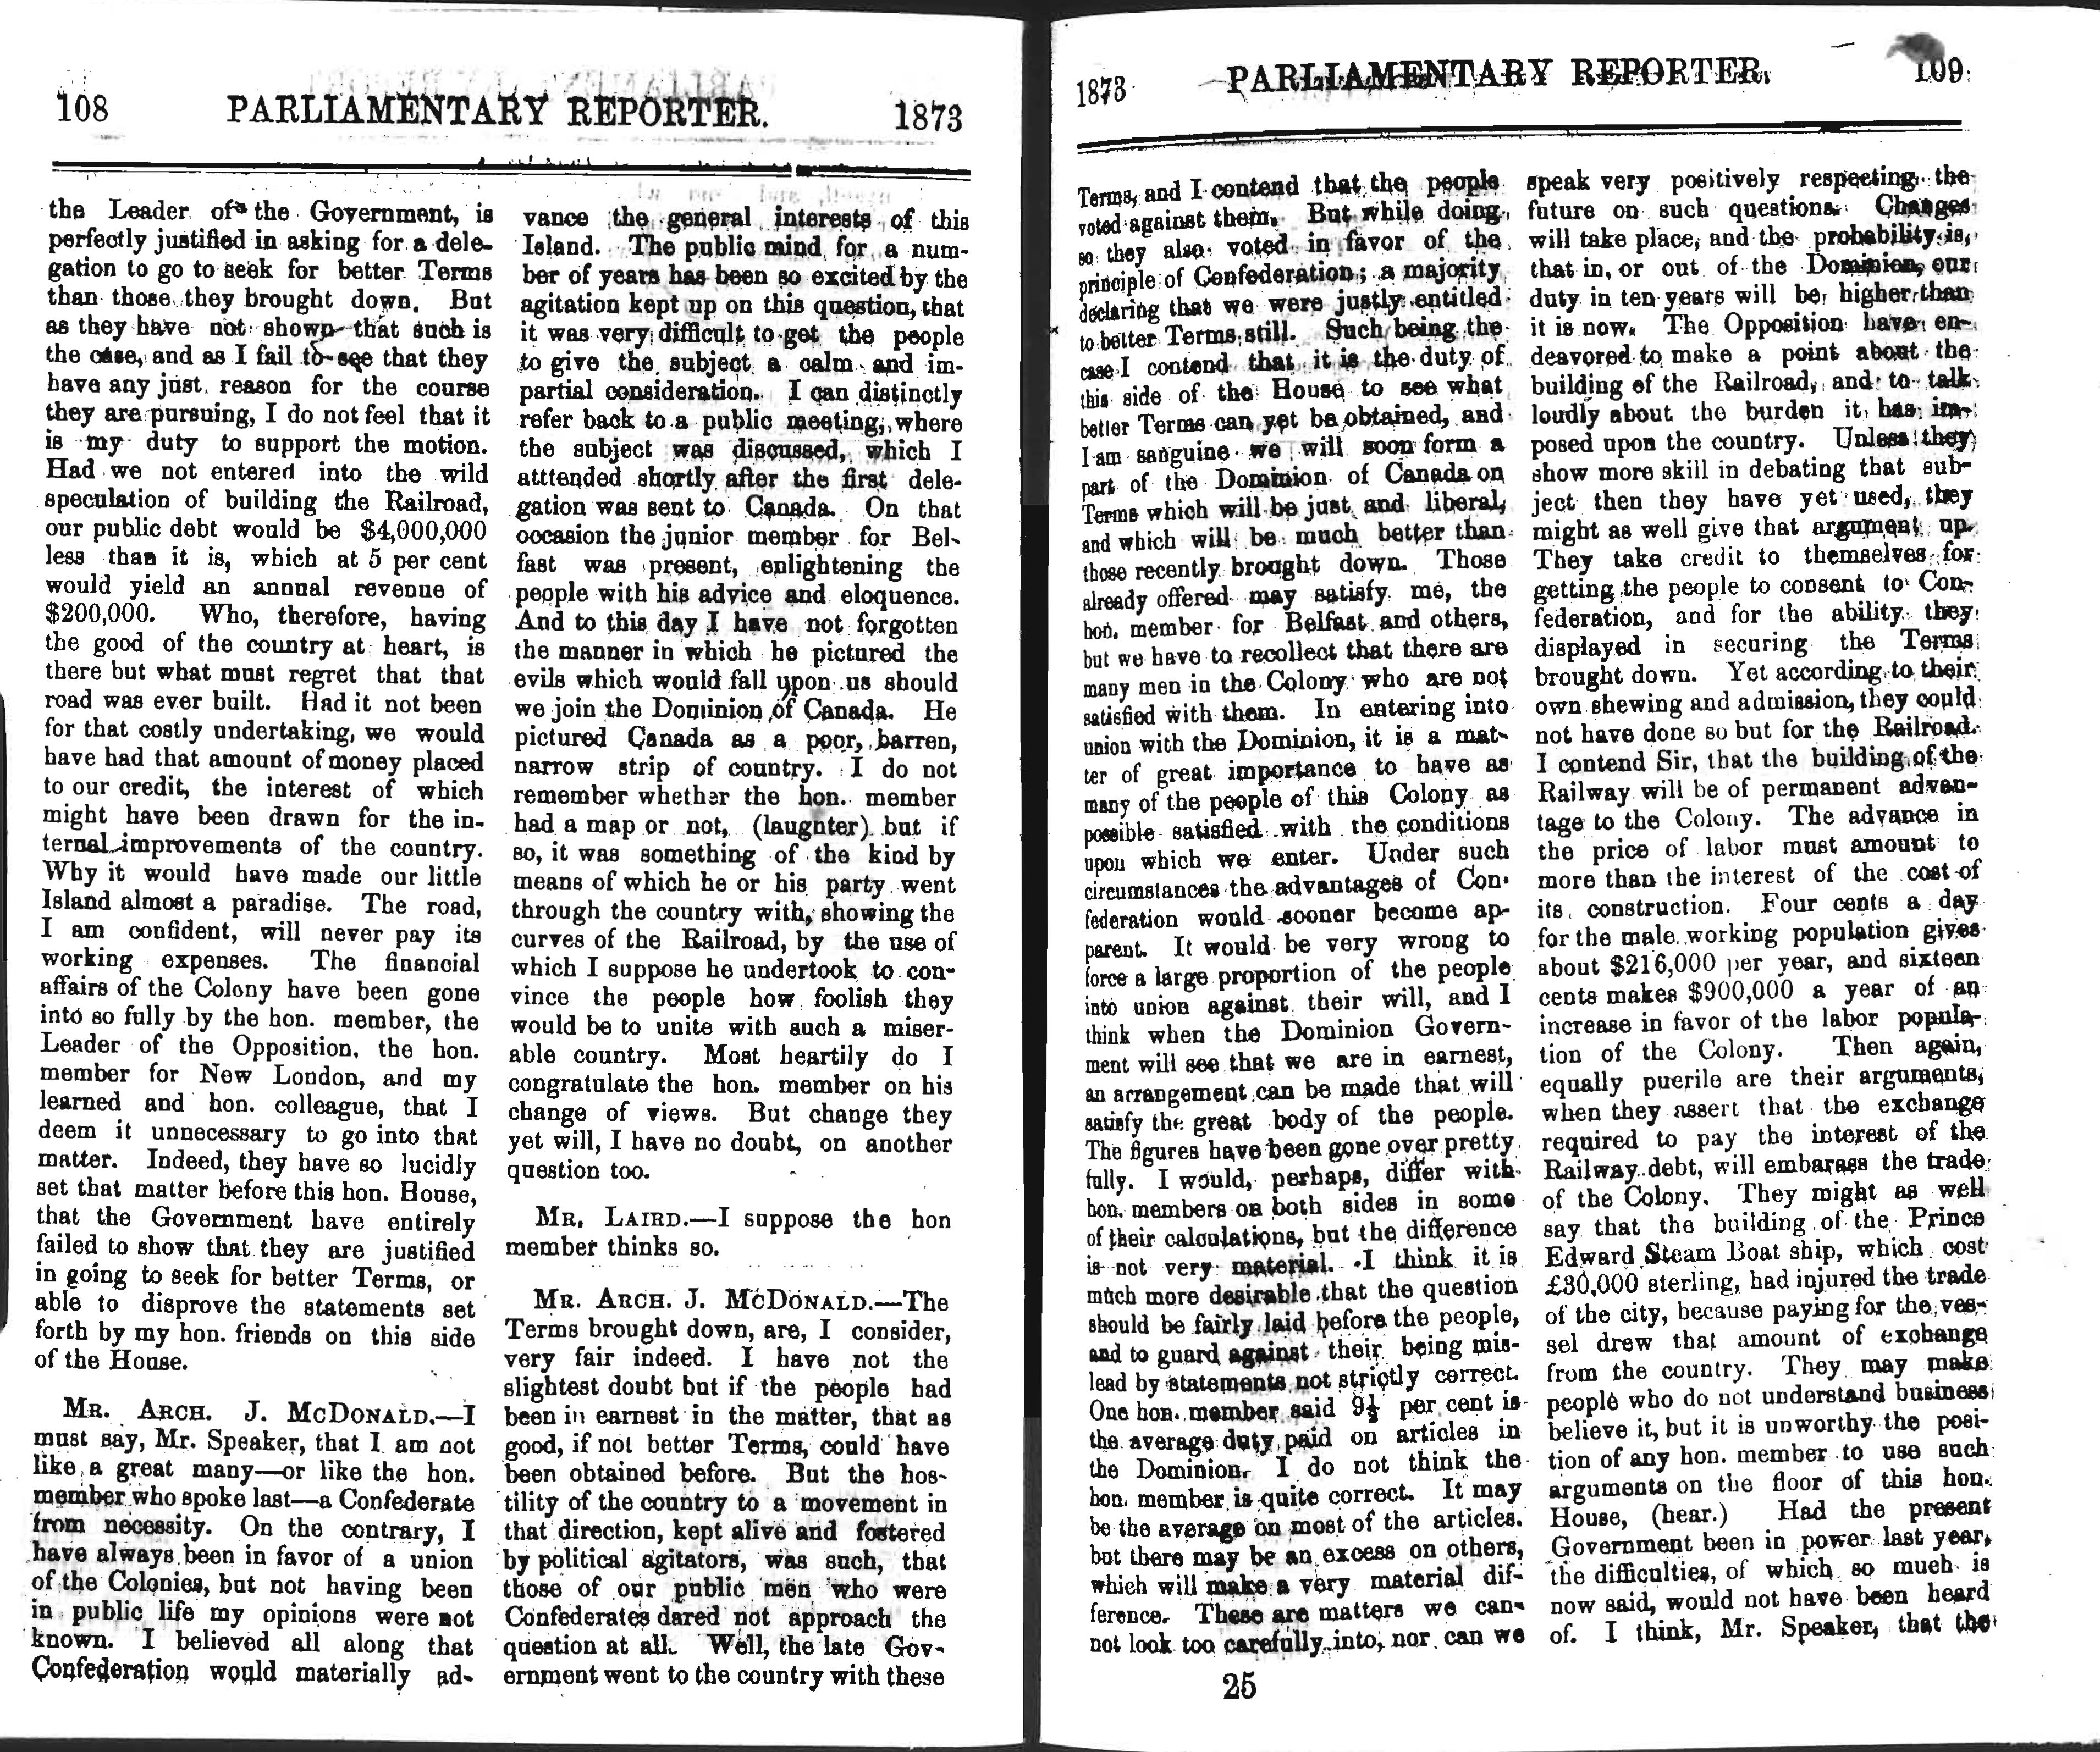 108 PARLIAMENTARY REPORTER. 1873
the Leader of the Government, is
perfectly justified in asking for a dele-
gation to go to seek for better Terms
than those they brought down. But
as they have not shown that such is
the case, and as I fail to see that they
have any just reason for the course
they are pursuing, I do not feel that it
is my duty to support the motion.
Had we not entered into the wild
speculation of building the Railroad,
our public debt would be $4,000,000
less than it is, which at 5 per cent
would yield an annual revenue of
$200,000. Who, therefore, having
the good of the country at heart, is
there but what must regret that that
road was ever built. Had it not been
for that costly undertaking, we would
have had that amount of money placed
to our credit, the interest of which
might have been drawn for the in-
ternal improvements of the country.
Why it would have made our little
Island almost a paradise. The road,
I am confident, will never pay its
working expenses. The financial
affairs of the Colony have been gone
into so fully by the hon. member, the
Leader of the Opposition, the hon.
member for New London, and my
learned and hon. colleague, that I
deem it unnecessary to go into that
matter. Indeed, they have so lucidly
set that matter before this hon. House,
that the Government have entirely
failed to show that they are justified
in going to seek for better Terms, or
able to disprove the statements set
forth by my hon. friends on this side
of the House.
MR. ARCH. J. MCDONALD.—I
must say, Mr. Speaker, that I am not
like a great many—or like the hon.
member who spoke last—a Confederate
from necessity. On the contrary, I
have always been in favor of a union
of the Colonies, but not having been
in public life my opinions were not
known. I believed all along that
Confederation would materially ad-
vance the general interests of this
Island. The public mind for a num-
ber of years has been so excited by the
agitation kept up on this question, that
it was very difficult to get the people
to give the subject a calm and im-
partial consideration. I can distinctly
refer back to a public meeting, where
the subject was discussed, which I
atttended shortly after the first dele-
gation was sent to Canada. On that
occasion the junior member for Bel-
fast was present, enlightening the
people with his advice and eloquence.
And to this day I have not forgotten
the manner in which he pictured the
evils which would fall upon us should
we join the Dominion of Canada. He
pictured Canada as a poor, barren,
narrow strip of country. I do not
remember whether the hon. member
had a map or not, (laugnter) but if
so, it was something of the kind by
means of which he or his party went
through the country with, showing the
curves of the Railroad, by the use of
which I suppose he undertook to con-
vince the people how foolish they
would be to unite with such a miser-
able country. Most heartily do I
congratulate the hon. member on his
change of views. But change they
yet will, I have no doubt, on another
question too.
MR. LAIRD.—I suppose the hon
member thinks so.
MR. ARCH. J. MCDONALD.—The
Terms brought down, are, I consider,
very fair indeed. I have not the
slightest doubt but if the people had
been in earnest in the matter, that as
good, if not better Terms, could have
been obtained before. But the hos-
tility of the country to a movement in
that direction, kept alive and fostered
by political agitators, was such, that
those of our public men who were
Confederates dared not approach the
question at all. Well, the late Gov-
ernment went to the country with these
1873 PARLIAMENTARY REPORTER. 109
Terms, and I contend that the people
voted against them. But while doing
so they also voted in favor of the
principle of Confederation; a majority
declaring that we were justly entitled
to better Terms still. Such being the
case I contend that it is the duty of
this side of the House to see what
better Terms can yet be obtained, and
I am sanguine we will soon form a
part of the Dominion of Canada on
Terms which will be just and liberal,
and which will be much better than
those recently brought down. Those
already offered may satisfy me, the
hon. member for Belfast and others,
but we have to recollect that there are
many men in the Colony who are not
satisfied with them. In entering into
union with the Dominion, it is a mat-
ter of great importance to have as
many of the people of this Colony as
possible satisfied with the conditions
upon which we enter. Under such
circumstances the advantages of Con-
federation would sooner become ap-
parent. It would be very wrong to
force a large proportion of the people
into union against their will, and I
think when the Dominion Govern-
ment will see that we are in earnest,
an arrangement can be made that will
satisfy the great body of the people.
The figures have been gone over pretty
fully. I would, perhaps, differ with
hon. members on both sides in some
of their calculations, but the difference
is not very material. I think it is
much more desirable that the question
should be fairly laid before the people,
and to guard against their being mis-
lead by statements not strictly correct.
One hon. member said 9½ per cent is
the average duty paid on articles in
the Dominion. I do not think the
hon. member is quite correct. It may
be the average on most of the articles.
but there may be an excess on others,
which will make a very material dif-
ference. These are matters we can-
not look too carefully into, nor can we
25
speak very positively respecting the
future on such questions. Changes
will take place, and the probability is,
that in, or out of the Dominion, our
duty in ten years will be higher than
it is now. The Opposition have en-
deavored to make a point about the
building of the Railroad, and to talk
loudly about the burden it has im-
posed upon the country. Unless they
show more skill in debating that sub-
ject then they have yet used, they
might as well give that argument up.
They take credit to themselves for
getting the people to consent to Con-
federation, and for the ability they
displayed in securing the Terms
brought down. Yet according to their
own shewing and admission, they could
not have done so but for the Railroad.
I contend Sir, that the building of the
Railway will be of permanent advan-
tage to the Colony. The advance in
the price of labor must amount to
more than the interest of the cost of
its construction. Four cents a day
for the male working population gives
about $216,000 per year, and sixteen
cents makes $900,000 a year of an
increase in favor of the labor popula-
tion of the Colony. Then again,
equally puerile are their arguments,
when they assert that the exchange
required to pay the interest of the
Railway debt, will embarass the trade
of the Colony. They might as well
say that the building of the Prince
Edward Steam Boat ship, which cost
£30,000 sterling, had injured the trade
of the city, because paying for the ves-
sel drew that amount of exchange
from the country. They may make
people who do not understand business
believe it, but it is unworthy the posi-
tion of any hon. member to use such
arguments on the floor of this hon.
House, (hear.) Had the present
Government been in power last year,
the difficulties, of which so much is
now said, would not have been heard
of. I think, Mr. Speaker, that the